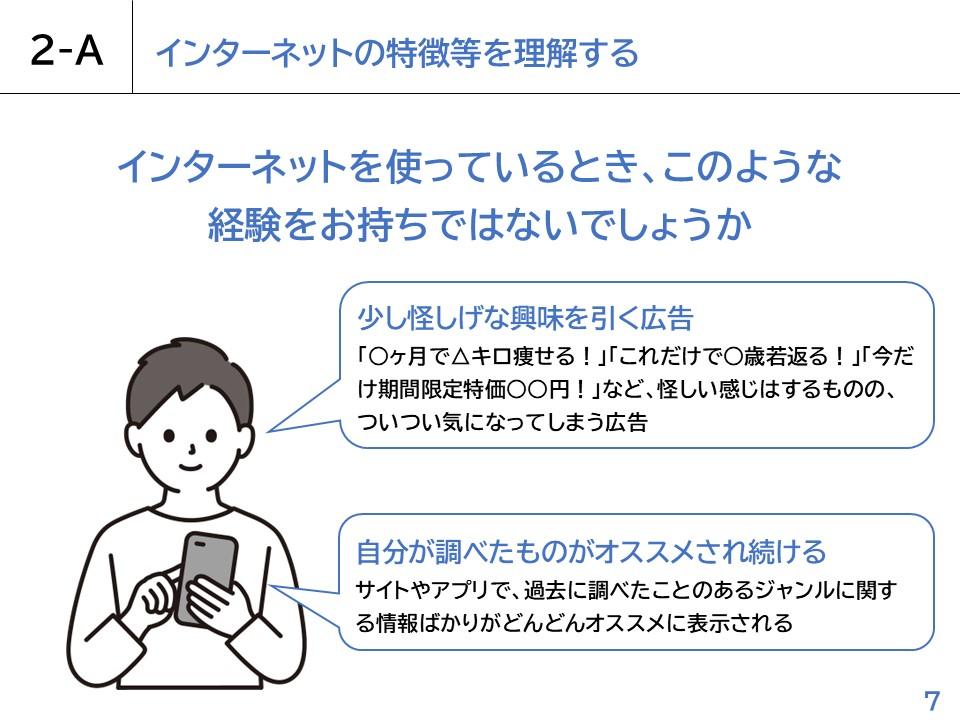 2-A
インターネットの特徴等を理解する
インターネットを使っているとき、このような
経験をお持ちではないでしょうか
少し怪しげな興味を引く広告
「〇ヶ月で△キロ痩せる！」「これだけで〇歳若返る！」「今だ
け期間限定特価〇〇円！」など、怪しい感じはするものの、
ついつい気になってしまう広告
自分が調べたものがオススメされ続ける
サイトやアプリで、過去に調べたことのあるジャンルに関す
る情報ばかりがどんどんオススメに表示される
7